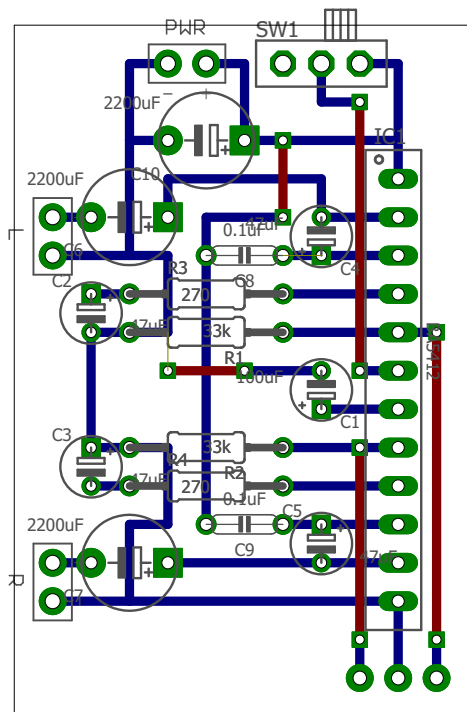 PWR
SW1
2200uF
IC1
C10
2200uF
L
47uF
0.1uF
C6
C4
R3
C2
C8
270
47uF
33k
R1
100uF
C1
C3
33k
R4
R2
47uF
270
0.1uF
C5
2200uF
C9
47uF
R
C7